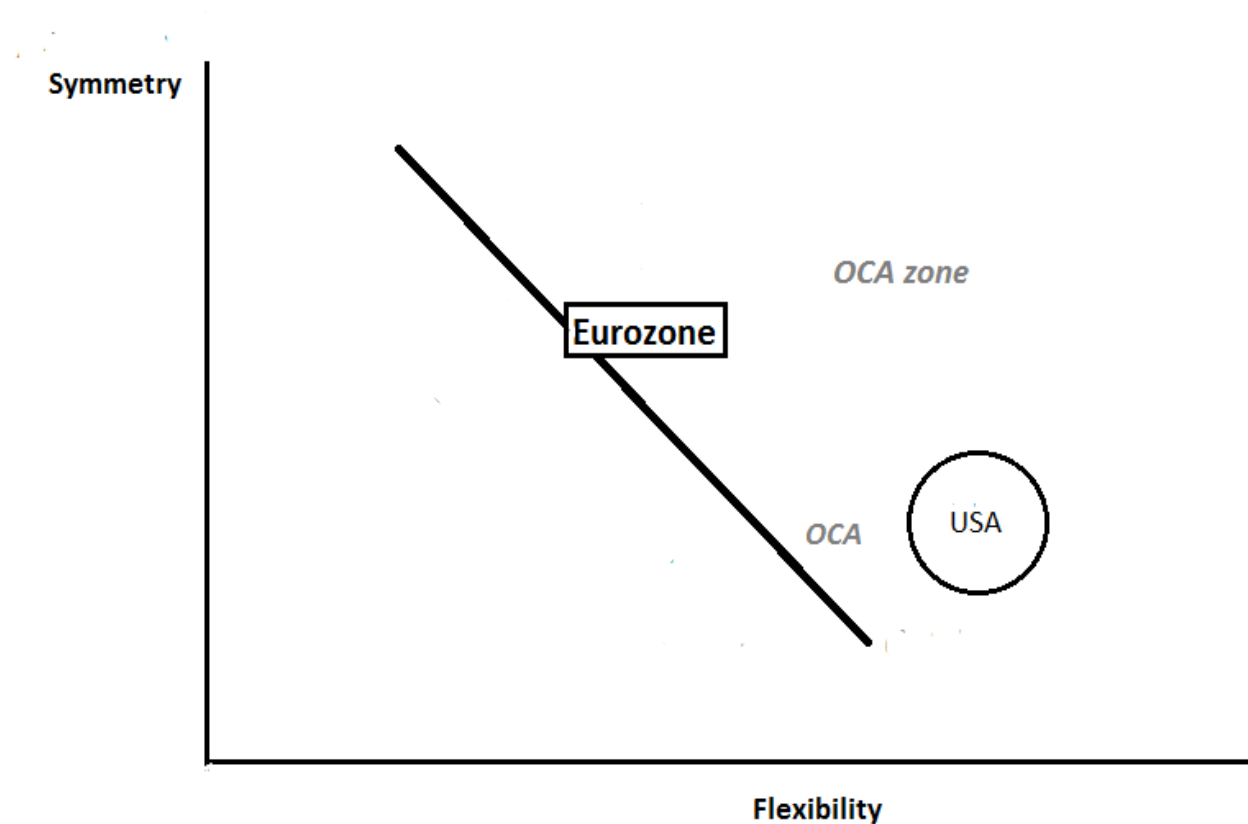 Symmetry
OCA zone
Eurozone
USA
OCA
Flexibility